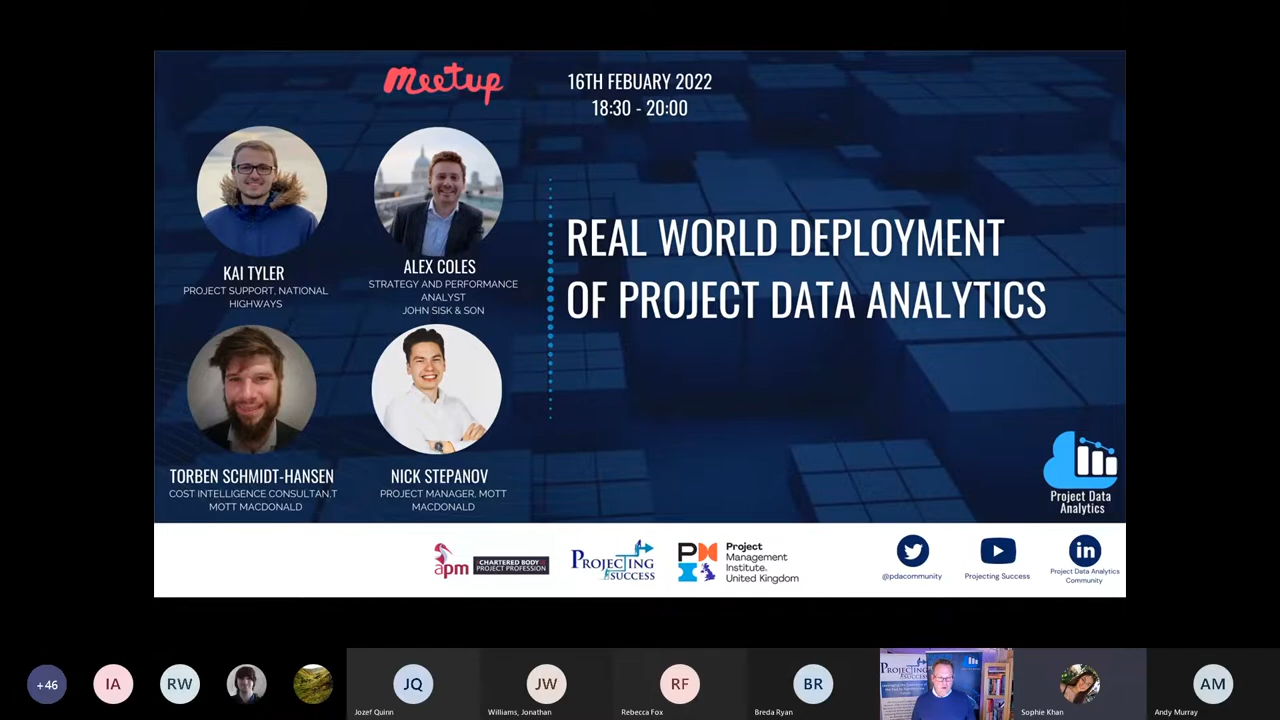 meetup
16TH FEBUARY 2022
18:30 - 20:00
KAI TYLER
PROJECT SUPPORT, NATIONAL
HIGHWAYS
ALEX COLES
STRATEGY AND PERFORMANCE
ANALYST
JOHN SISK & SON
REAL WORLD DEPLOYMENT
OF PROJECT DATA ANALYTICS
TORBEN SCHMIDT-HANSEN
COST INTELLIGENCE CONSULTAN.T
MOTT MACDONALD
NICK STEPANOV
PROJECT MANAGER, MOTT
MACDONALD
Project Data
Analytics
apm
CHARTERED BODY
PROJECT PROFESSION
PROJECTING
SUCCESS
PMI
Project
Management
Institute.
United Kingdom
@pdacommunity
Projecting Success
in
Project Data Analytics
Community
+46
IA
RW
JQ
Jozef Quinn
JW
Williams, Jonathan
RF
Rebecca Fox
BR
Breda Ryan
PROJECTING
SUCCESS
Sophie Khan
AM
Andy Murray